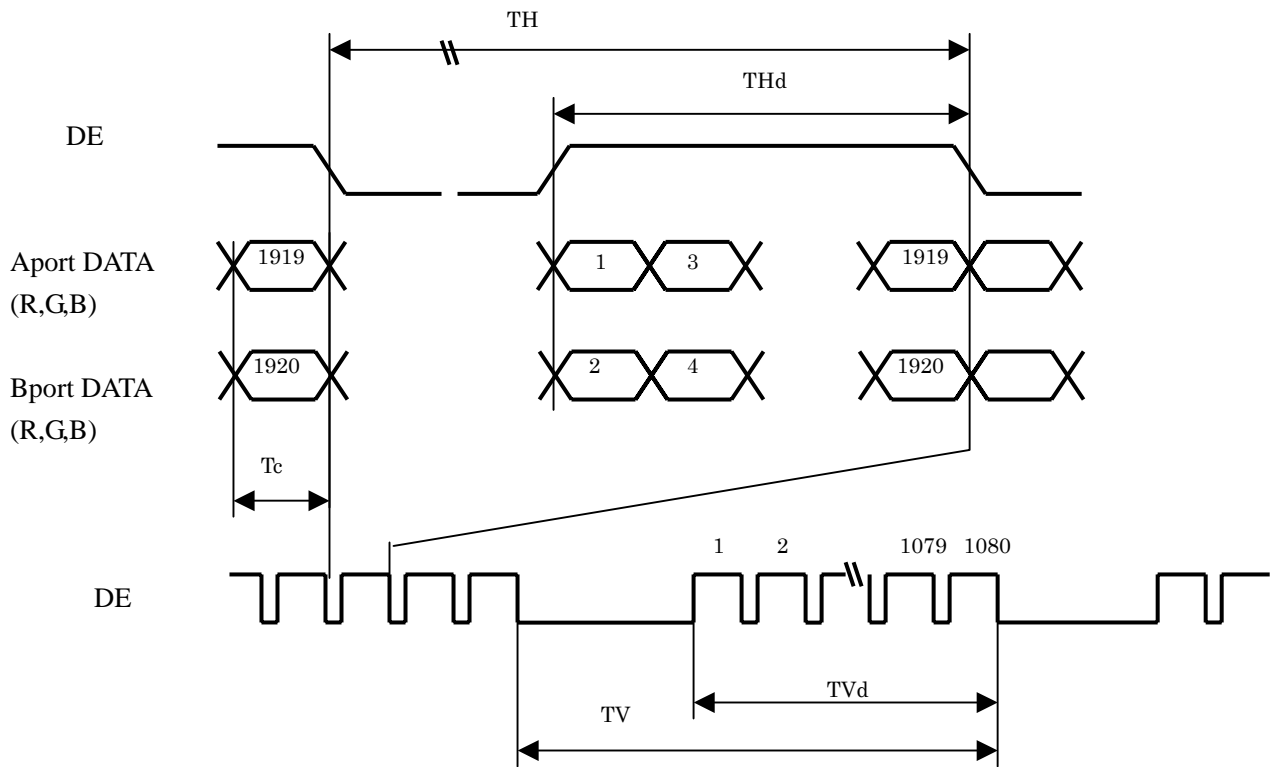 TH
THd
DE
Aport DATA
(R,G,B)
1919
1
3
1919
Bport DATA
(R,G,B)
1920
2
4
1920
Tc
1
2
1079
1080
DE
TVd
TV